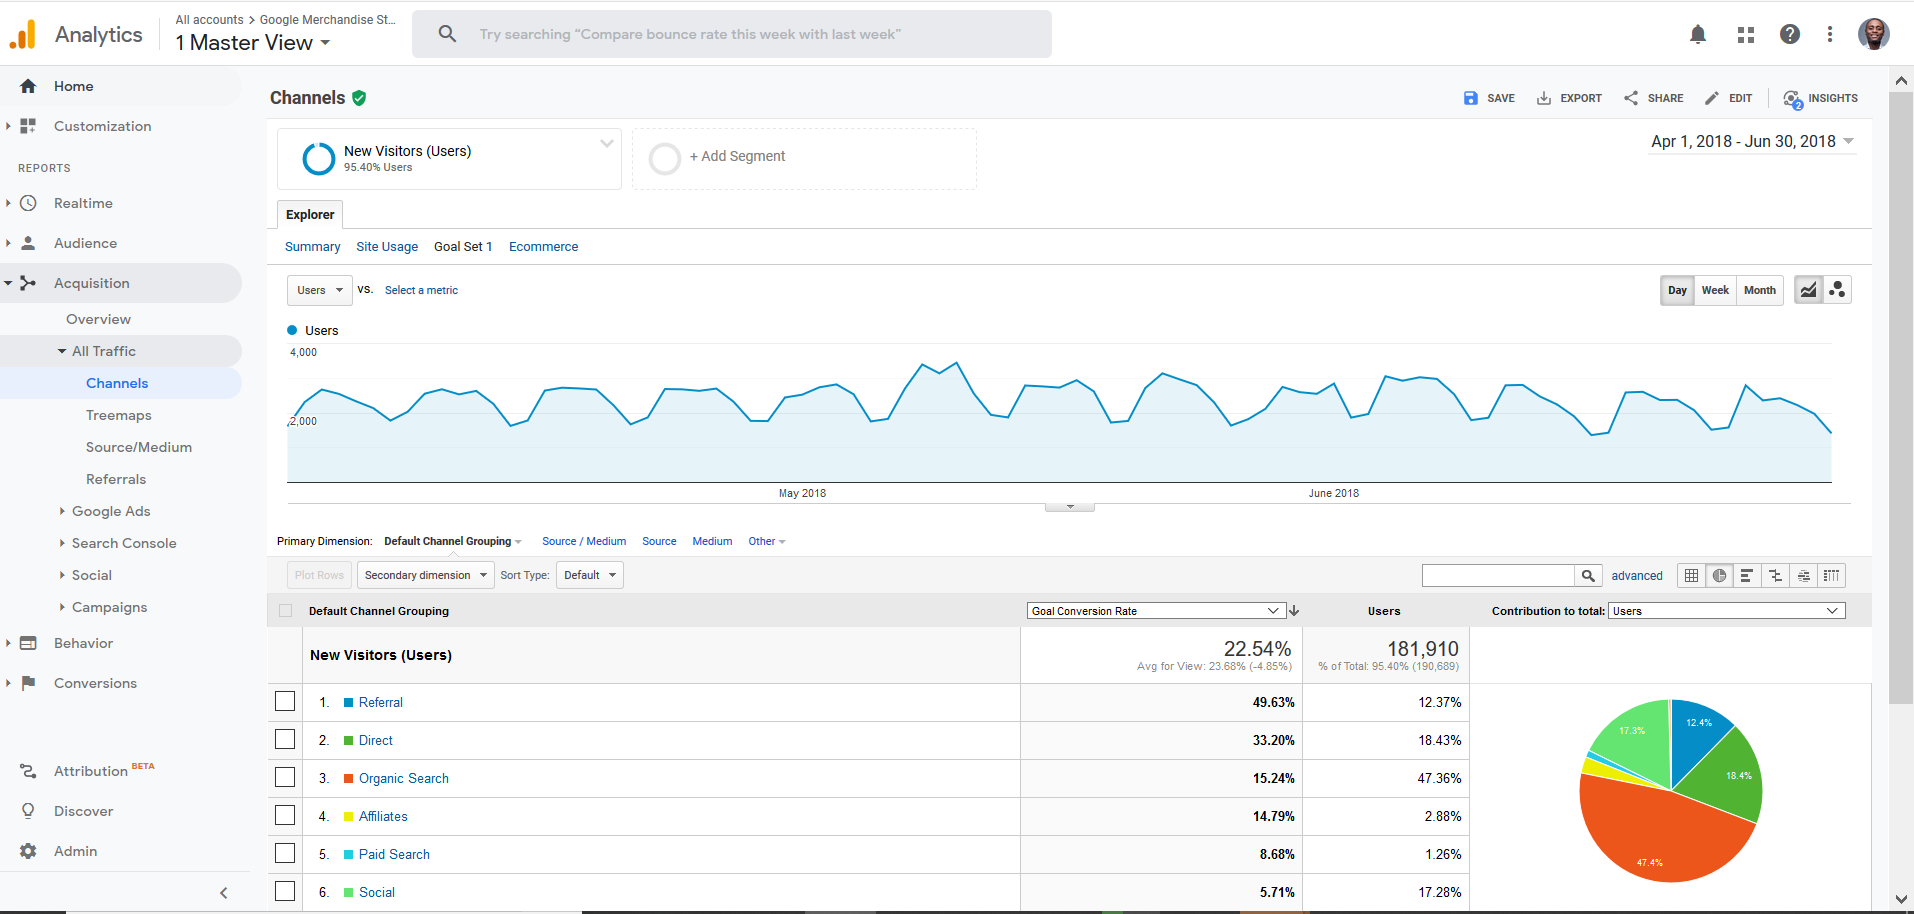 Analytics
All accounts > Google Merchandise St...
1 Master View
Try searching “Compare bounce rate this week with last week”
Home
Customization
REPORTS
Realtime
Audience
Acquisition
Overview
All Traffic
Channels
Treemaps
Source/Medium
Referrals
Google Ads
Search Console
Social
Campaigns
Behavior
Conversions
Attribution BETA
Discover
Admin
Channels
SAVE EXPORT SHARE EDIT 2 INSIGHTS
New Visitors (Users)
95.40% Users
+ Add Segment
Apr 1, 2018 - Jun 30, 2018
Explorer
Summary Site Usage Goal Set 1 Ecommerce
Users VS. Select a metric
Day Week Month
Users
4,000
2,000
May 2018 June 2018
Primary Dimension: Default Channel Grouping Source / Medium Source Medium Other
Plot Rows Secondary dimension Sort Type: Default advanced
Default Channel Grouping Goal Conversion Rate Users Contribution to total: Users
New Visitors (Users) 22.54% 181,910
Avg for View: 23.68% (-4.85%) % of Total: 95.40% (190,689)
1. Referral 49.63% 12.37%
2. Direct 33.20% 18.43%
3. Organic Search 15.24% 47.36%
4. Affiliates 14.79% 2.88%
5. Paid Search 8.68% 1.26%
6. Social 5.71% 17.28%
12.4%
17.3%
18.4%
47.4%